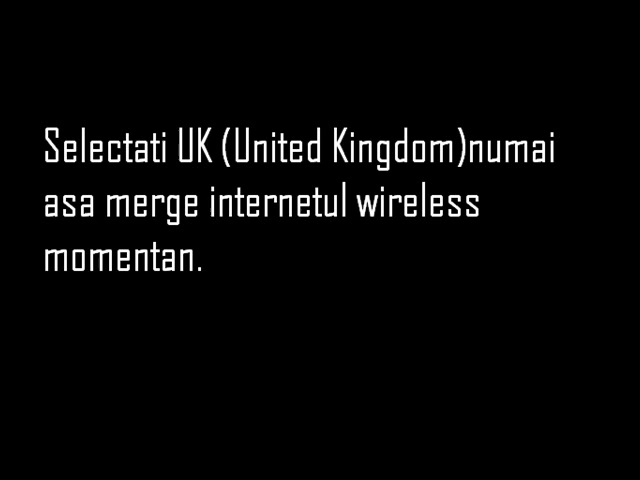 Selectati UK (United Kingdom)numai
asa merge internetul wireless
momentan.